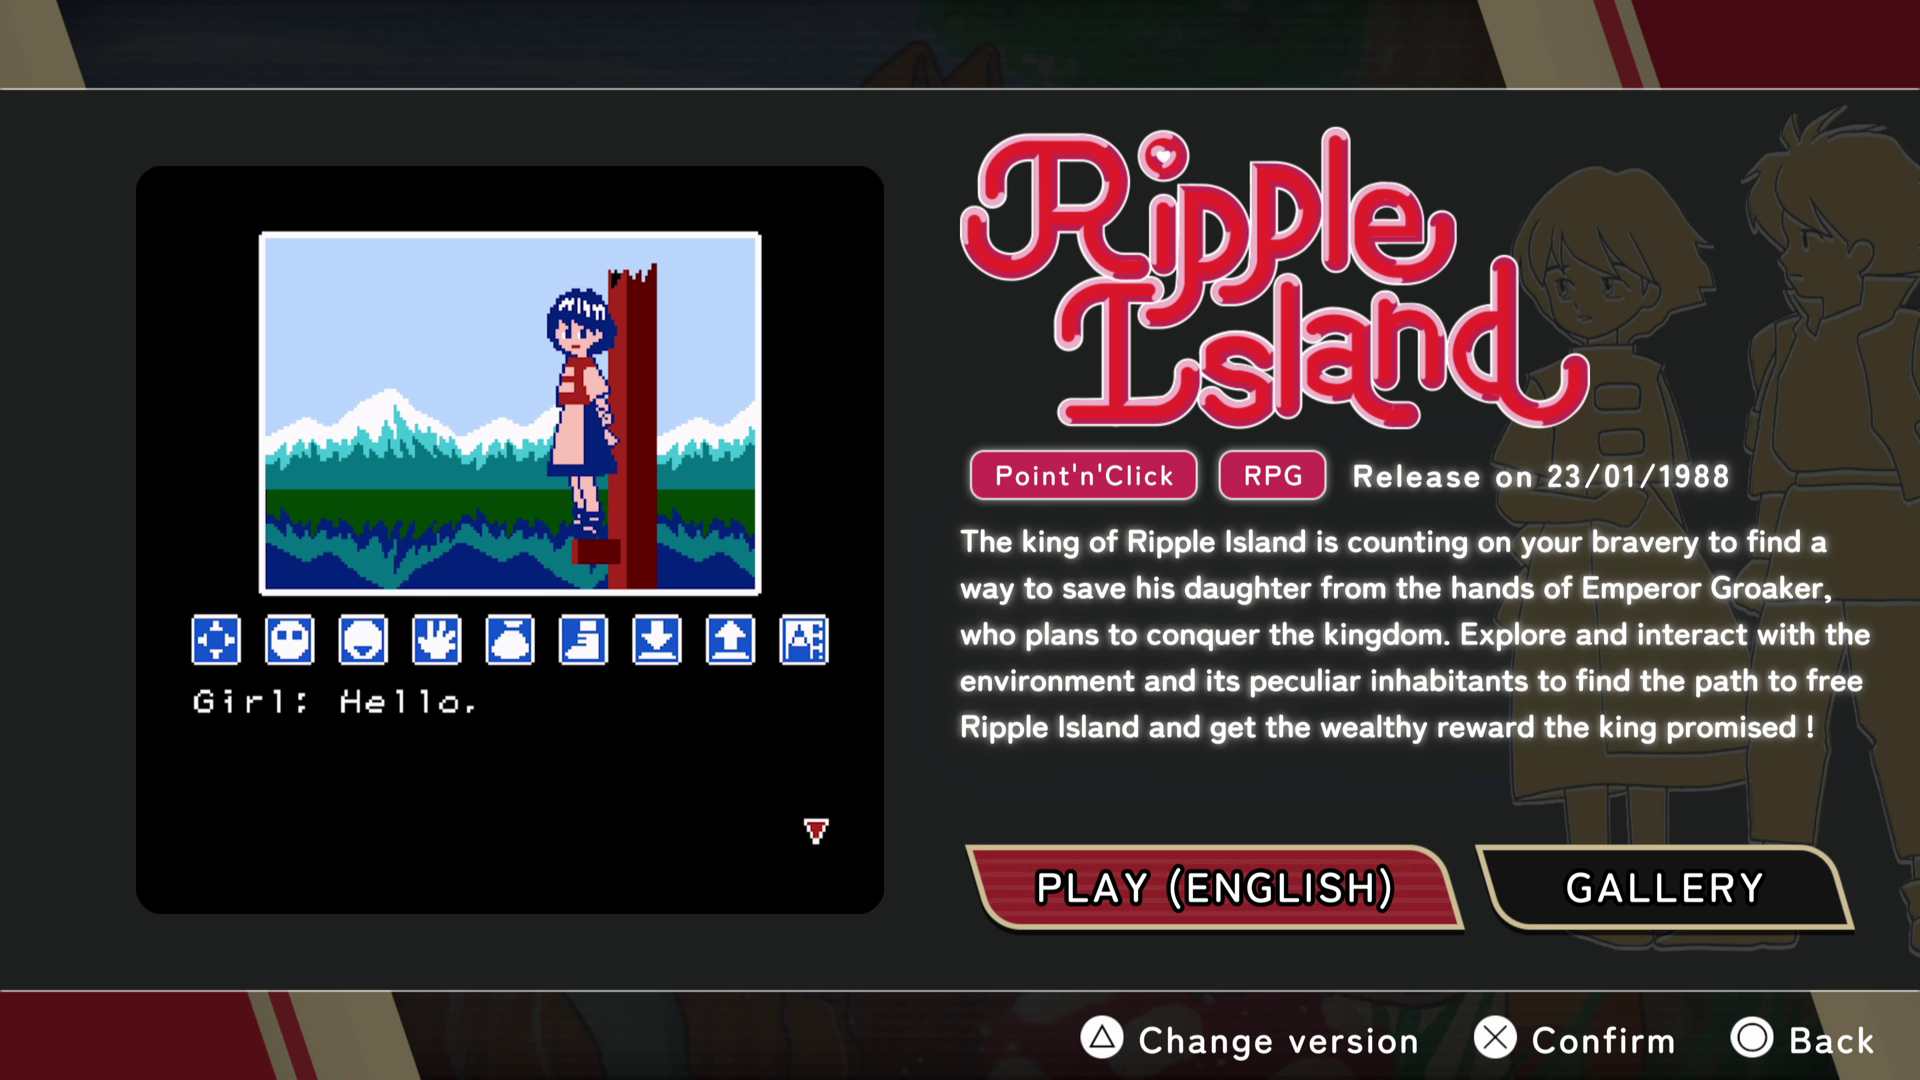 Ripple
Island
Point'n'Click RPG Release on 23/01/1988
The king of Ripple Island is counting on your bravery to find a
way to save his daughter from the hands of Emperor Groaker,
who plans to conquer the kingdom. Explore and interact with the
environment and its peculiar inhabitants to find the path to free
Ripple Island and get the wealthy reward the king promised !
Girl: Hello.
PLAY (ENGLISH) GALLERY
Change version Confirm Back